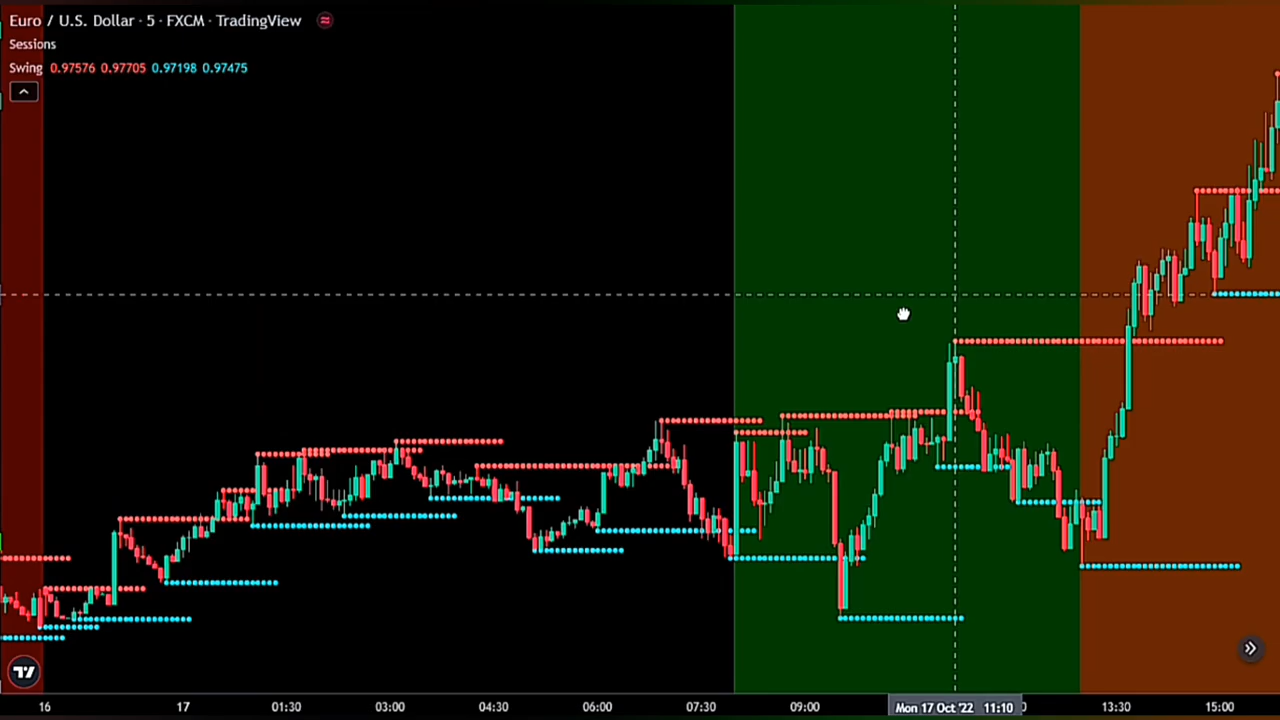 Euro / U.S. Dollar · 5 · FXCM · TradingView
Sessions
Swing 0.97576 0.97705 0.97198 0.97475
16 17 01:30 03:00 04:30 06:00 07:30 09:00 Mon 17 Oct '22 11:10 13:30 15:00